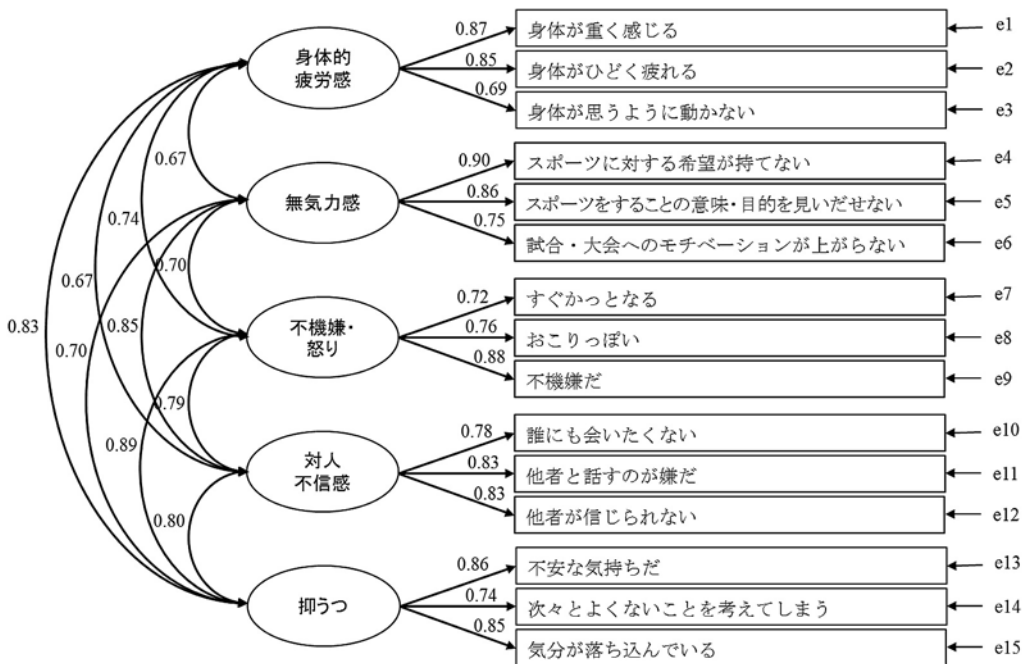 身体的
疲労感
0.87
身体が重く感じる
e1
0.85
身体がひどく疲れる
e2
0.69
身体が思うように動かない
e3
0.67
無気力感
0.90
スポーツに対する希望が持てない
e4
0.86
スポーツをすることの意味・目的を見いだせない
e5
0.75
試合・大会へのモチベーションが上がらない
e6
0.74
0.70
0.67
0.85
0.83
0.70
不機嫌・
怒り
0.72
すぐかっとなる
e7
0.76
おこりっぽい
e8
0.88
不機嫌だ
e9
0.79
0.89
対人
不信感
0.78
誰にも会いたくない
e10
0.83
他者と話すのが嫌だ
e11
0.83
他者が信じられない
e12
0.80
抑うつ
0.86
不安な気持ちだ
e13
0.74
次々とよくないことを考えてしまう
e14
0.85
気分が落ち込んでいる
e15